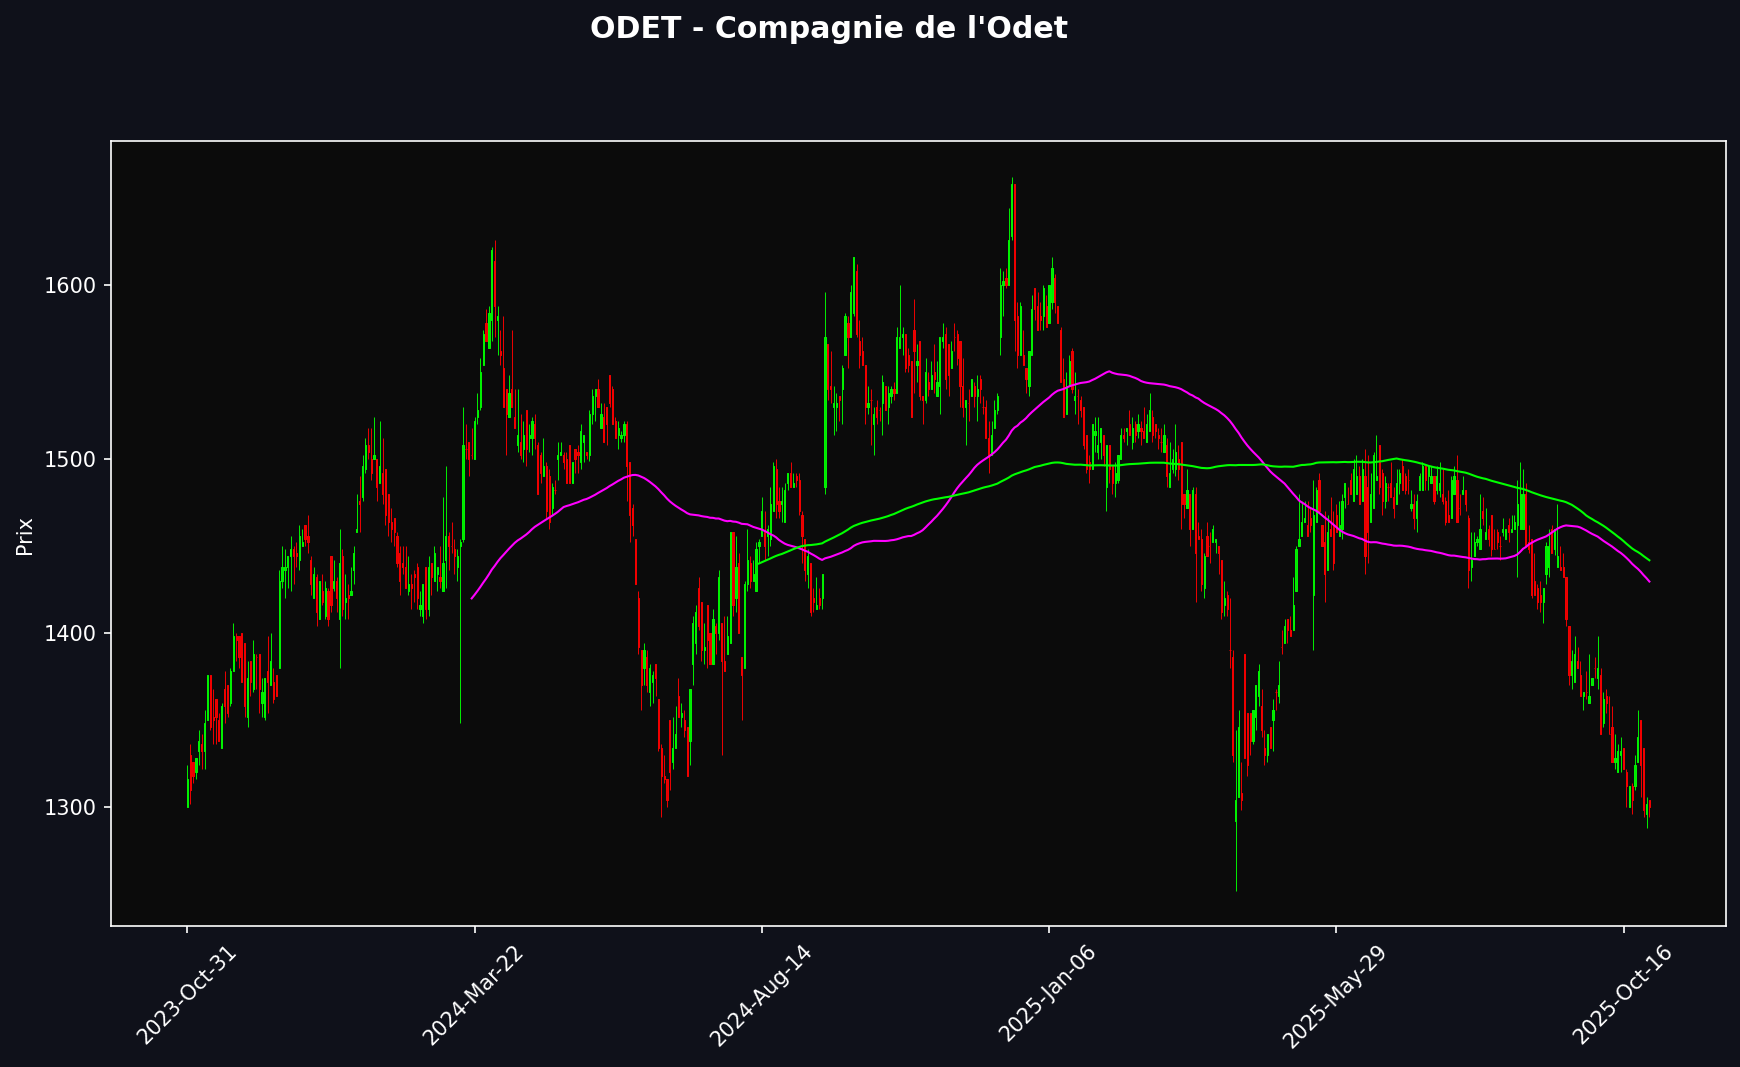 ODET - Compagnie de l'Odet
Prix
1600
1500
1400
1300
2023-Oct-31
2024-Mar-22
2024-Aug-14
2025-Jan-06
2025-May-29
2025-Oct-16